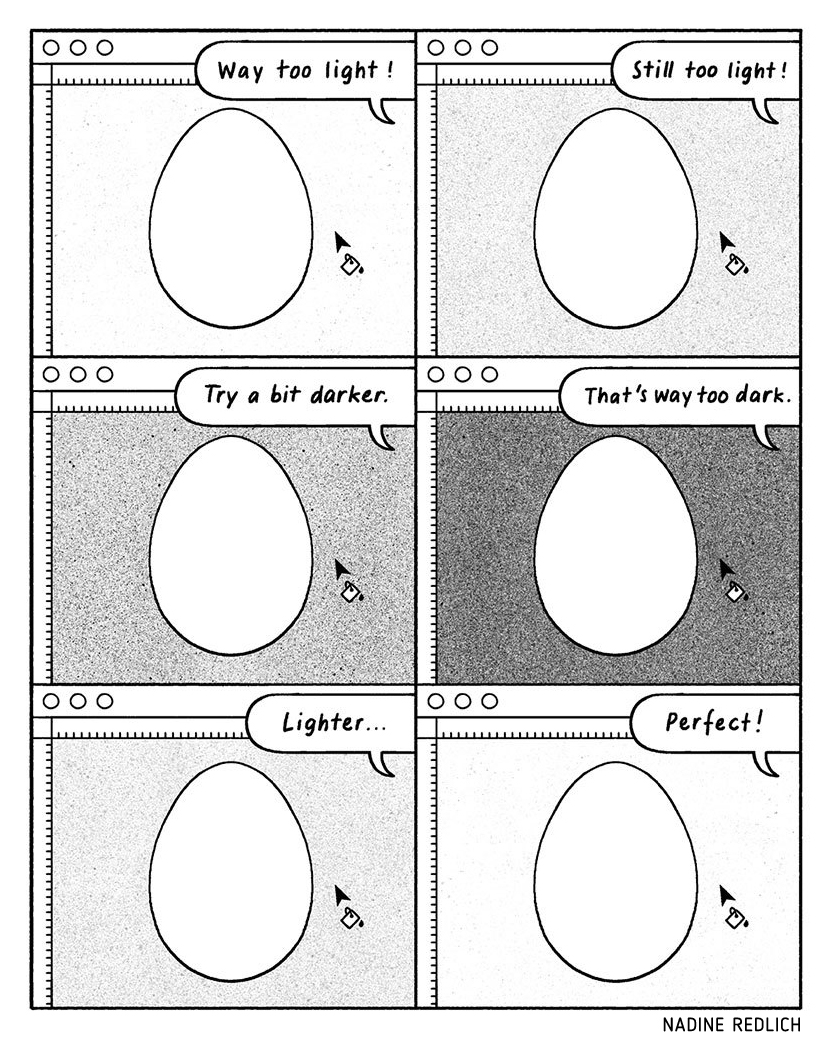 Way too light!
Still too light!
Try a bit darker.
That's way too dark.
Lighter...
Perfect!
NADINE REDLICH